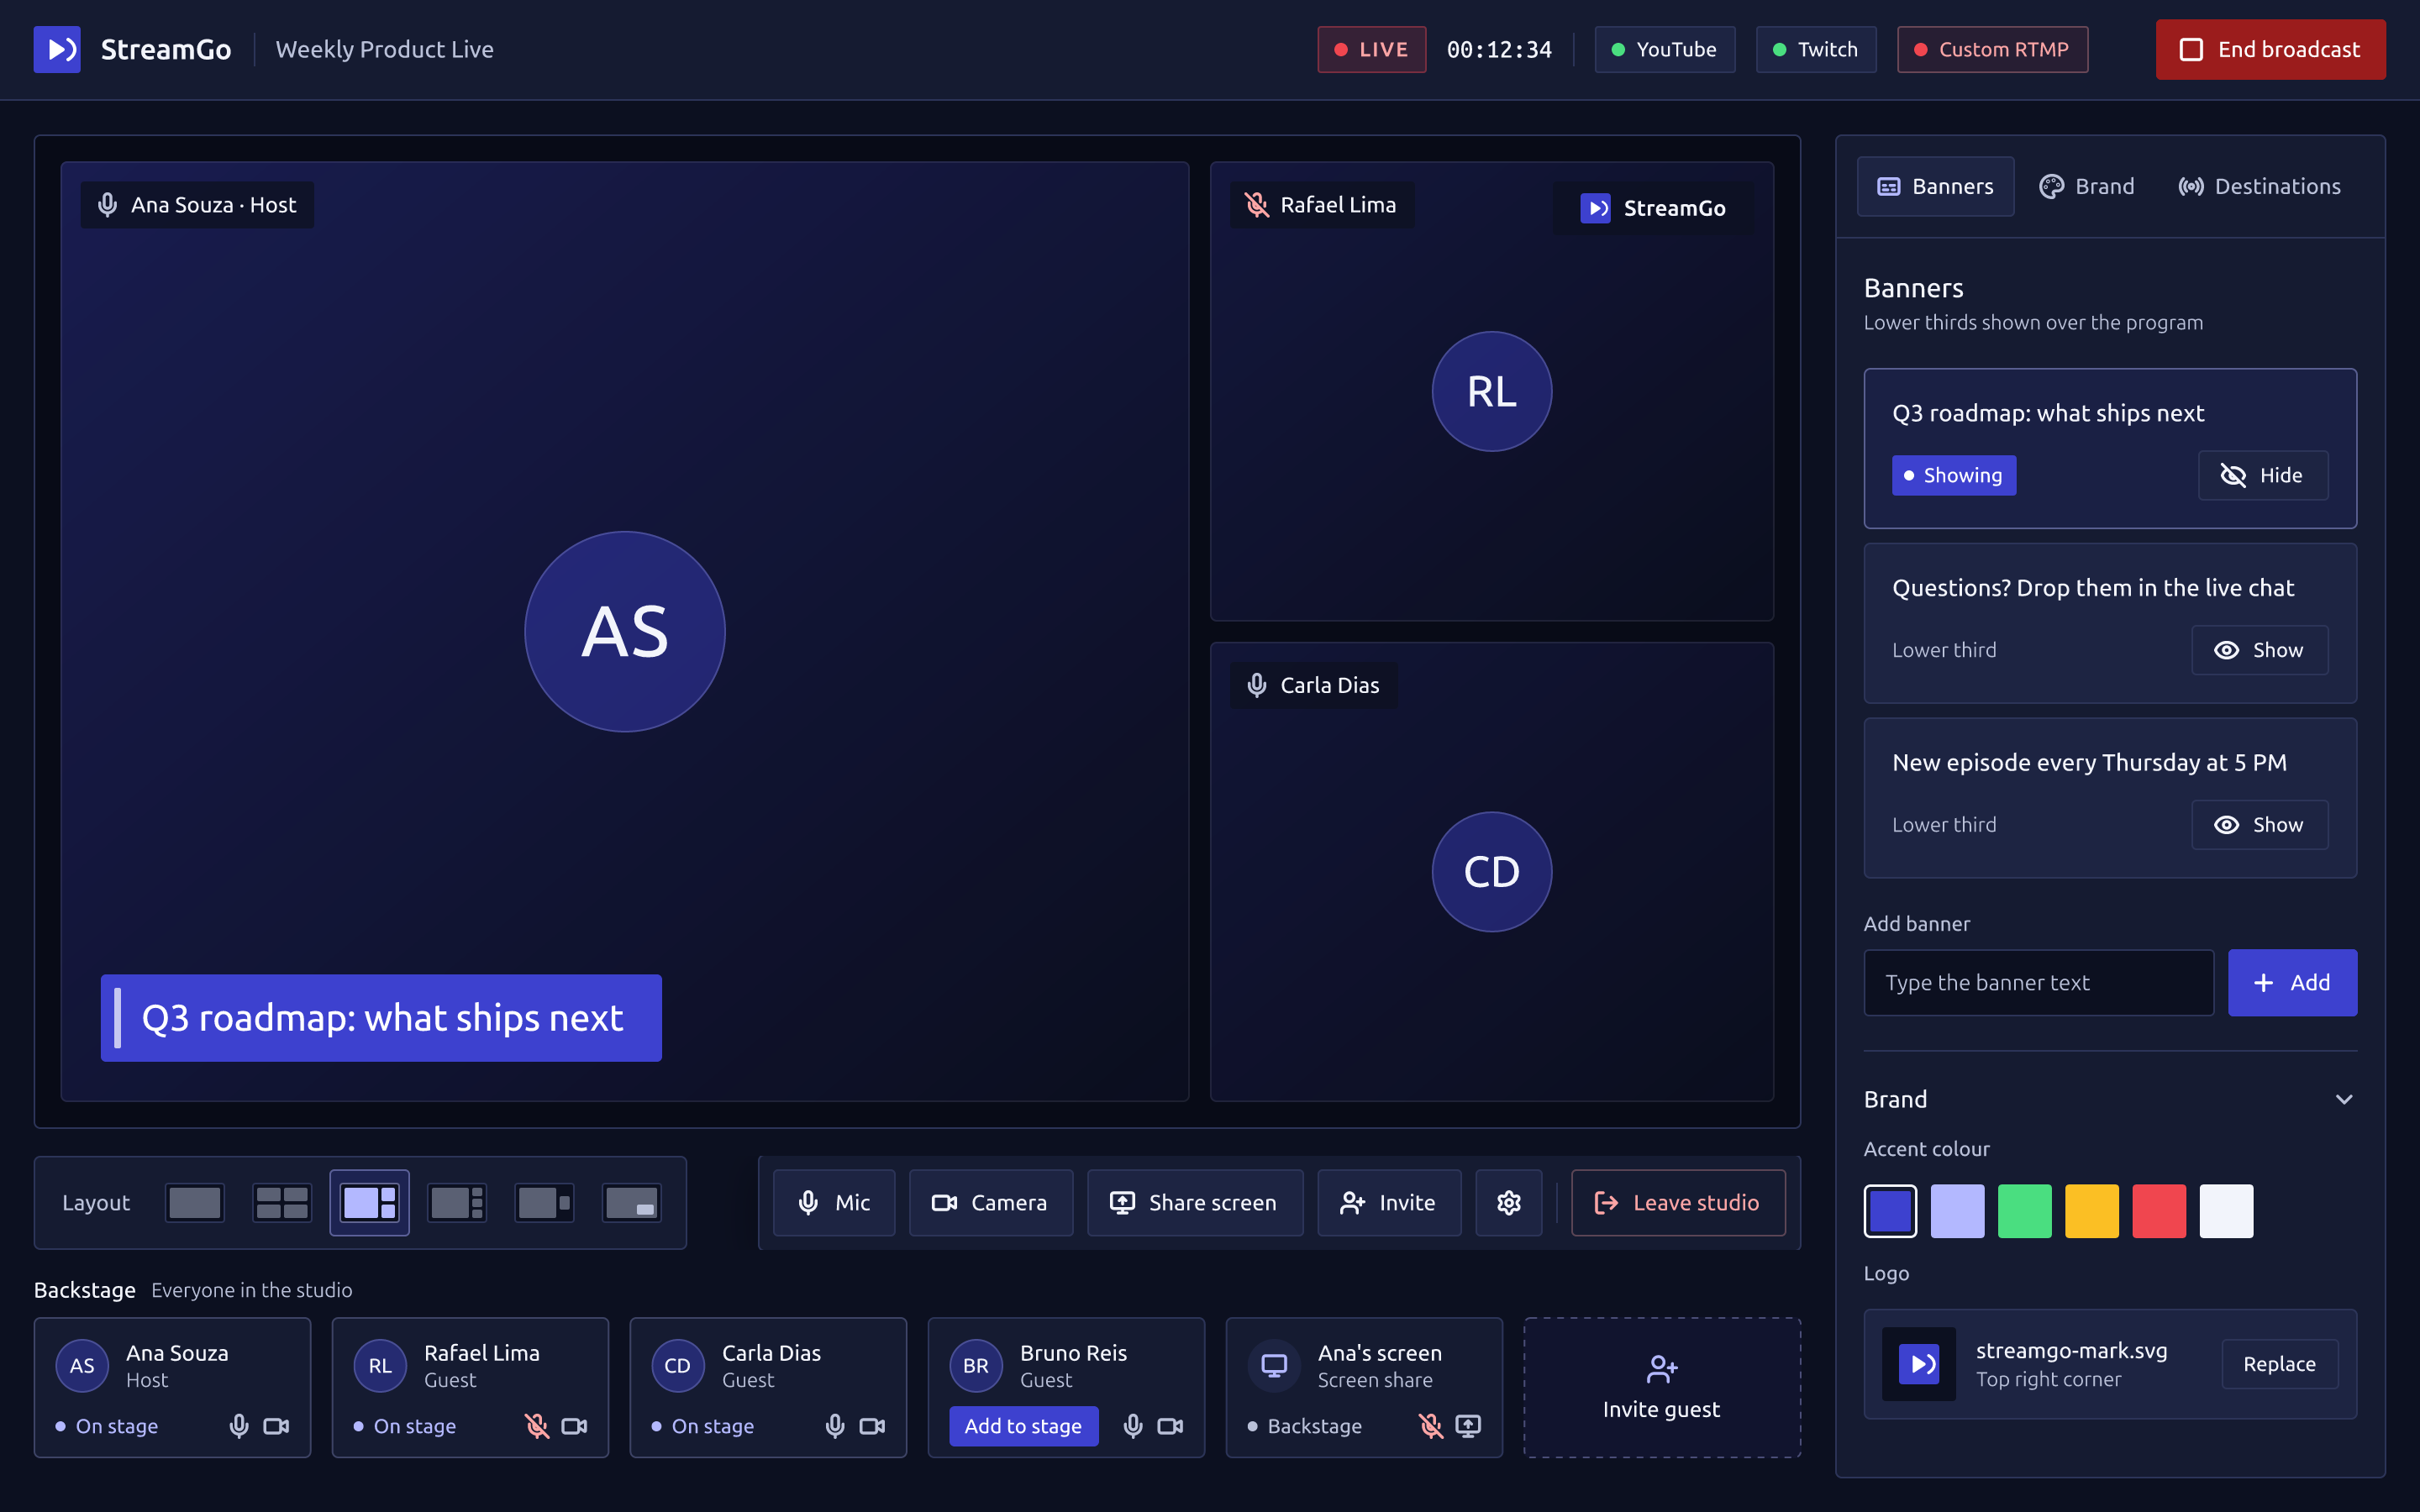 StreamGo
Weekly Product Live
LIVE
00:12:34
YouTube
Twitch
Custom RTMP
End broadcast
Ana Souza · Host
AS
Q3 roadmap: what ships next
Rafael Lima
StreamGo
RL
Carla Dias
CD
Layout
Mic
Camera
Share screen
Invite
Leave studio
Backstage
Everyone in the studio
AS
Ana Souza
Host
On stage
RL
Rafael Lima
Guest
On stage
CD
Carla Dias
Guest
On stage
BR
Bruno Reis
Guest
Add to stage
Ana's screen
Screen share
Backstage
Invite guest
Banners
Brand
Destinations
Banners
Lower thirds shown over the program
Q3 roadmap: what ships next
Showing
Hide
Questions? Drop them in the live chat
Lower third
Show
New episode every Thursday at 5 PM
Lower third
Show
Add banner
Type the banner text
Add
Brand
Accent colour
Logo
streamgo-mark.svg
Top right corner
Replace